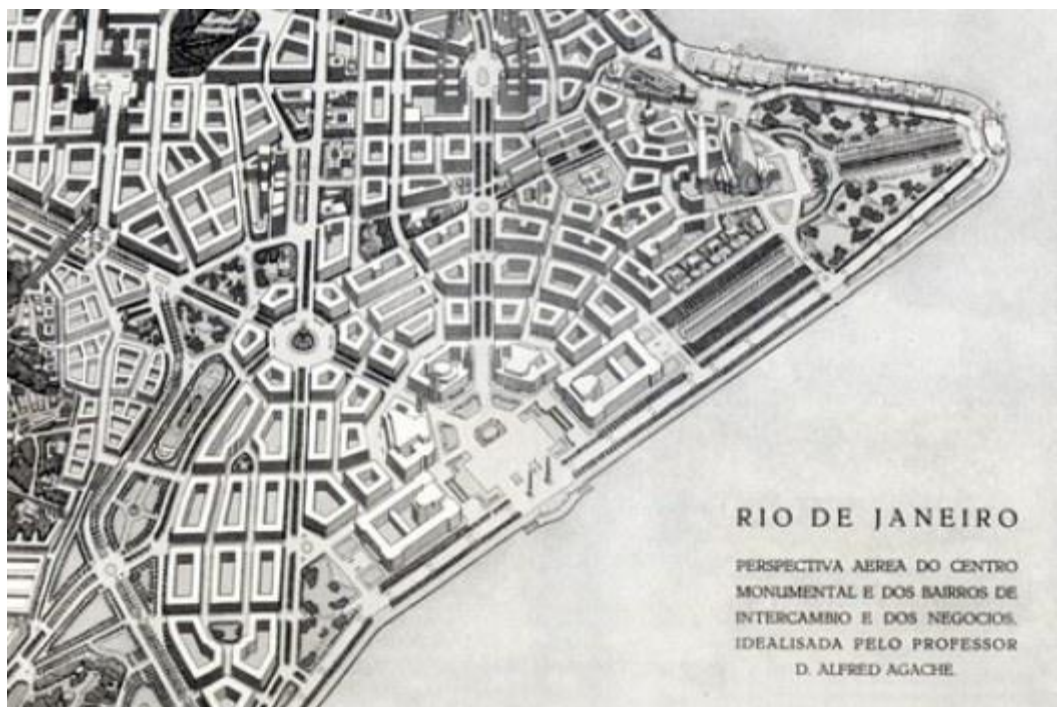 RIO DE JANEIRO
PERSPECTIVA AEREA DO CENTRO
MONUMENTAL E DOS BAIRROS DE
INTERCAMBIO E DOS NEGOCIOS.
IDEALISADA PELO PROFESSOR
D. ALFRED AGACHE.